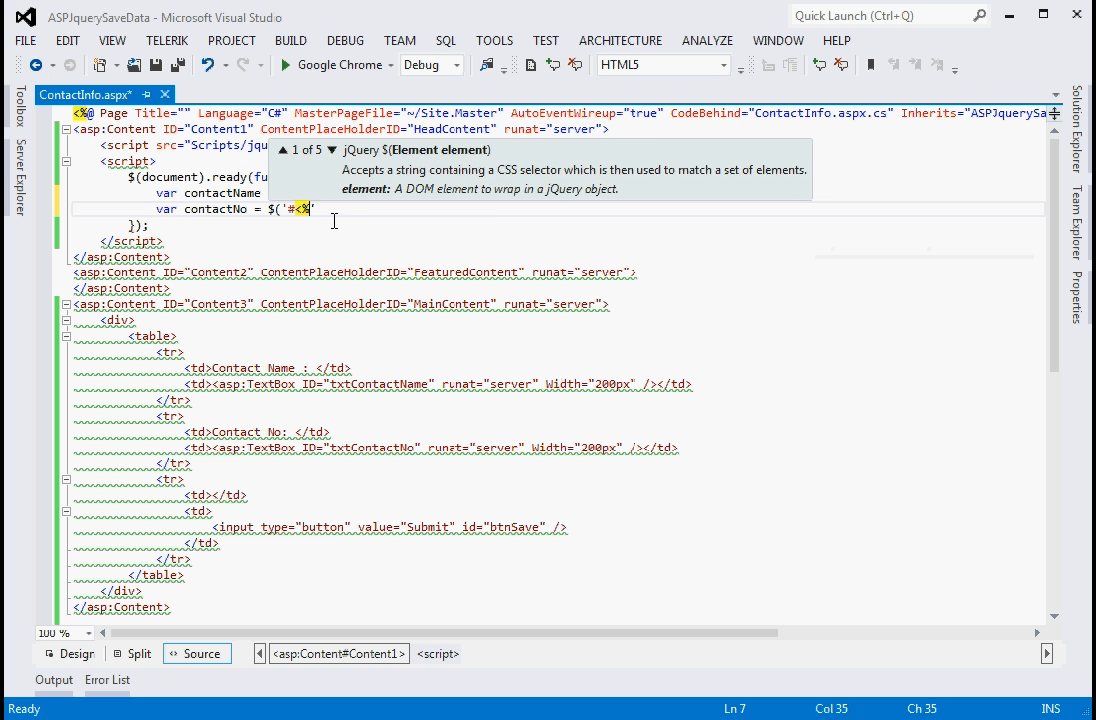 ASPJquerySaveData - Microsoft Visual Studio
Quick Launch (Ctrl+Q)
FILE EDIT VIEW TELERIK PROJECT BUILD DEBUG TEAM SQL TOOLS TEST ARCHITECTURE ANALYZE WINDOW HELP
Google Chrome Debug HTML5
ContactInfo.aspx*
Toolbox
Server Explorer
Solution Explorer
Team Explorer
Properties
<%@ Page Title="" Language="C#" MasterPageFile="~/Site.Master" AutoEventWireup="true" CodeBehind="ContactInfo.aspx.cs" Inherits="ASPJquerySa
<asp:Content ID="Content1" ContentPlaceHolderID="HeadContent" runat="server">
<script src="Scripts/jqu
1 of 5 jQuery $(Element element)
Accepts a string containing a CSS selector which is then used to match a set of elements.
element: A DOM element to wrap in a jQuery object.
<script>
$(document).ready(fu
var contactName
var contactNo = $('#<%'
});
</script>
</asp:Content>
<asp:Content ID="Content2" ContentPlaceHolderID="FeaturedContent" runat="server">
</asp:Content>
<asp:Content ID="Content3" ContentPlaceHolderID="MainContent" runat="server">
<div>
<table>
<tr>
<td>Contact Name : </td>
<td><asp:TextBox ID="txtContactName" runat="server" Width="200px" /></td>
</tr>
<tr>
<td>Contact No: </td>
<td><asp:TextBox ID="txtContactNo" runat="server" Width="200px" /></td>
</tr>
<tr>
<td></td>
<td>
<input type="button" value="Submit" id="btnSave" />
</td>
</tr>
</table>
</div>
</asp:Content>
100 %
Design Split Source <asp:Content#Content1> <script>
Output Error List
Ready Ln 7 Col 35 Ch 35 INS